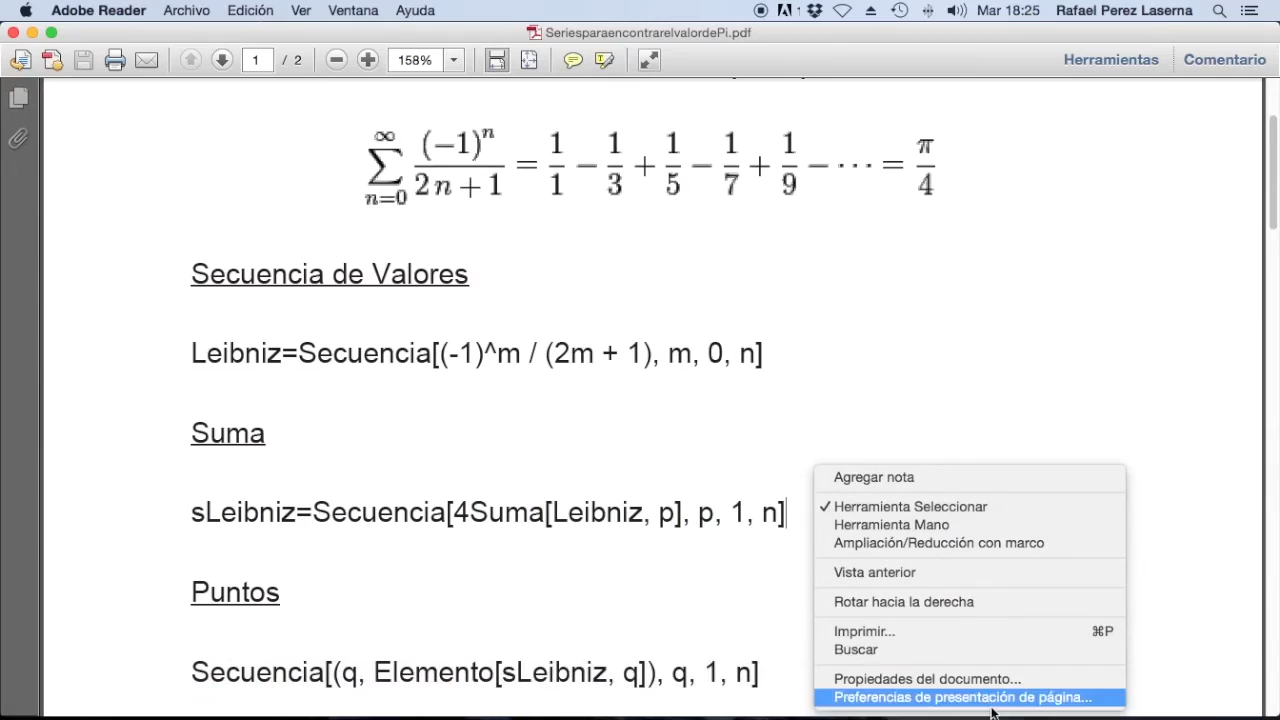 Adobe Reader Archivo Edición Ver Ventana Ayuda 1 Mar 18:25 Rafael Perez Laserna
SeriesparaencontrarelvalordePi.pdf
1 / 2 158% Herramientas Comentario
∞ ∑ n=0 (−1)^n / 2n+1 = 1/1 − 1/3 + 1/5 − 1/7 + 1/9 − ⋯ = π/4
Secuencia de Valores
Leibniz=Secuencia[(-1)^m / (2m + 1), m, 0, n]
Suma
sLeibniz=Secuencia[4Suma[Leibniz, p], p, 1, n]
Puntos
Secuencia[(q, Elemento[sLeibniz, q]), q, 1, n]
Agregar nota
✓ Herramienta Seleccionar
Herramienta Mano
Ampliación/Reducción con marco
Vista anterior
Rotar hacia la derecha
Imprimir... ⌘P
Buscar
Propiedades del documento...
Preferencias de presentación de página...